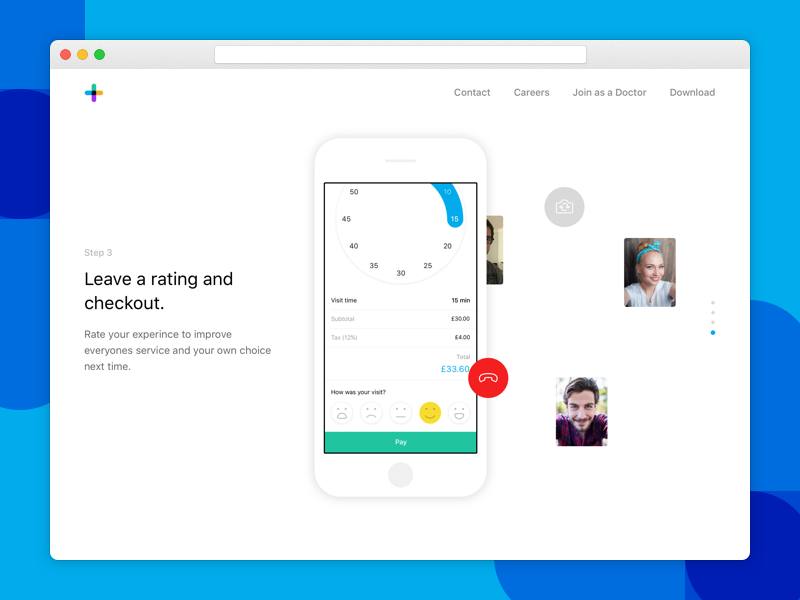 Contact Careers Join as a Doctor Download
Step 3
Leave a rating and
checkout.
Rate your experince to improve
everyones service and your own choice
next time.
50 10
45 15
40 20
35 25
30
Visit time 15 min
Subtotal £30.00
Tax (12%) £4.00
Total
£33.60
How was your visit?
Pay